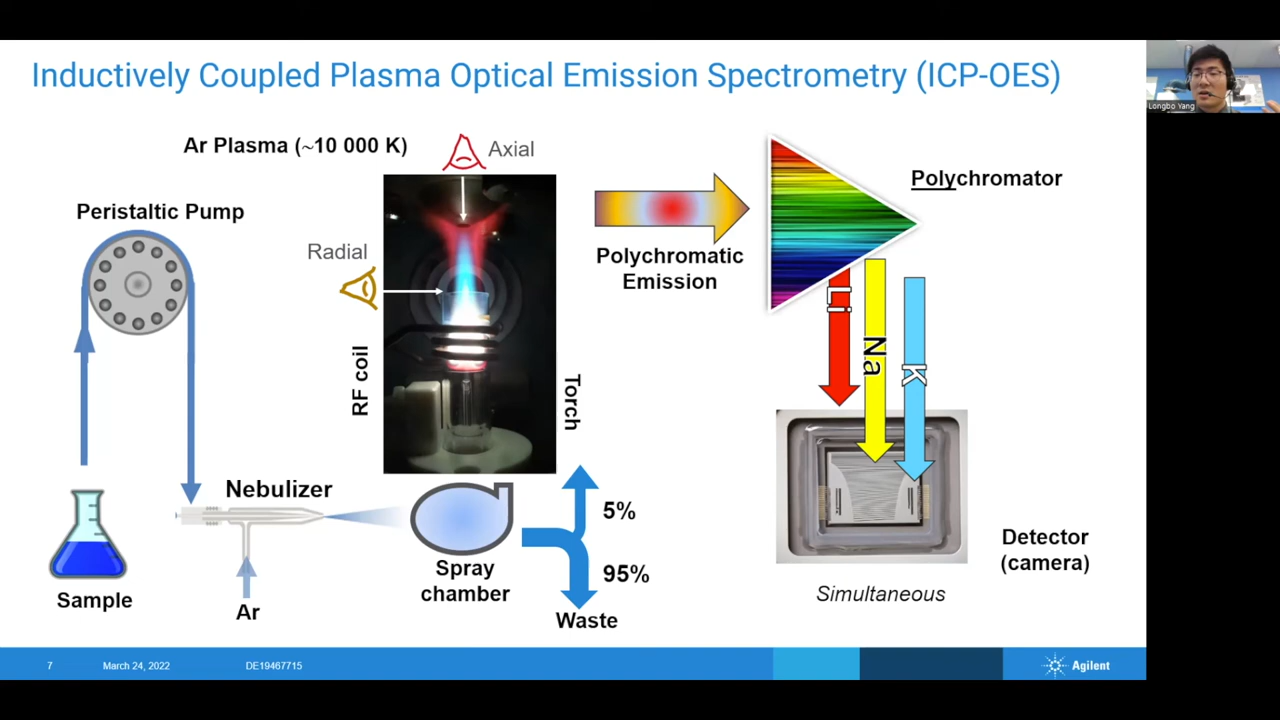 Inductively Coupled Plasma Optical Emission Spectrometry (ICP-OES)
Longbo Yang
Ar Plasma (~10 000 K)
Axial
Polychromator
Peristaltic Pump
Radial
Polychromatic
Emission
Li
Na
K
RF coil
Torch
Nebulizer
5%
95%
Detector
(camera)
Spray
chamber
Simultaneous
Sample
Ar
Waste
7
March 24, 2022
DE19467715
Agilent